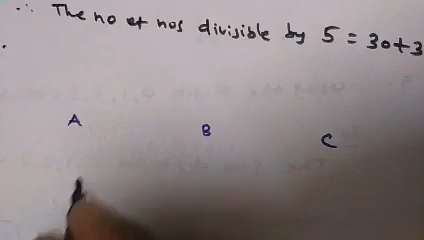 ∴ The no of nos divisible by 5 = 30+3
A B C